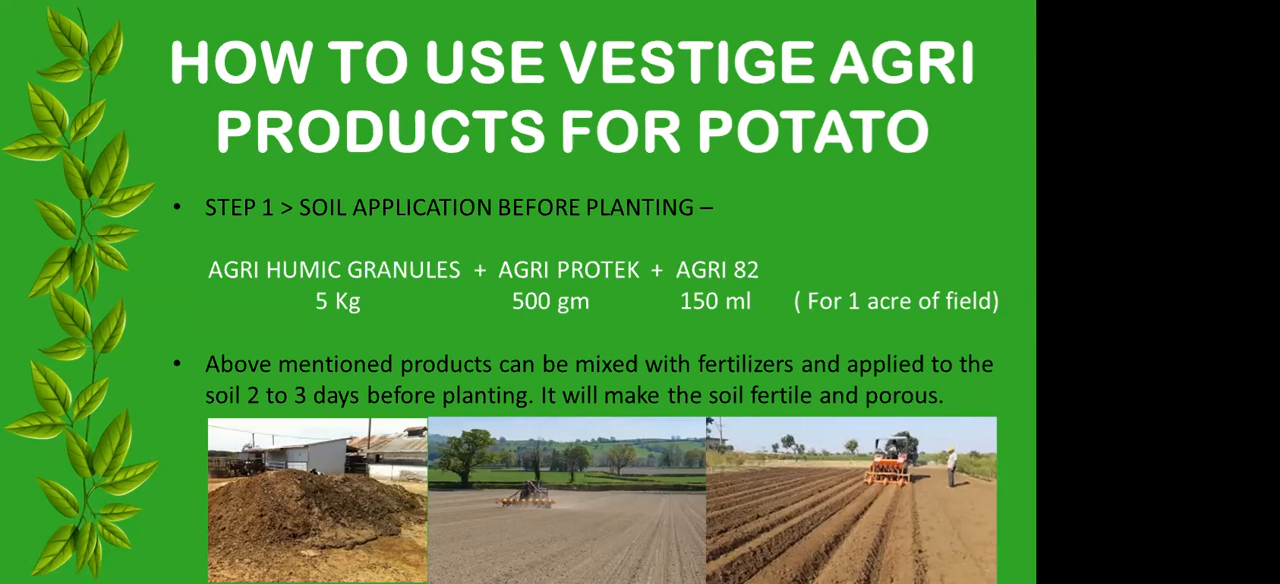 HOW TO USE VESTIGE AGRI
PRODUCTS FOR POTATO
• STEP 1 > SOIL APPLICATION BEFORE PLANTING –
AGRI HUMIC GRANULES + AGRI PROTEK + AGRI 82
5 Kg 500 gm 150 ml ( For 1 acre of field)
• Above mentioned products can be mixed with fertilizers and applied to the
soil 2 to 3 days before planting. It will make the soil fertile and porous.